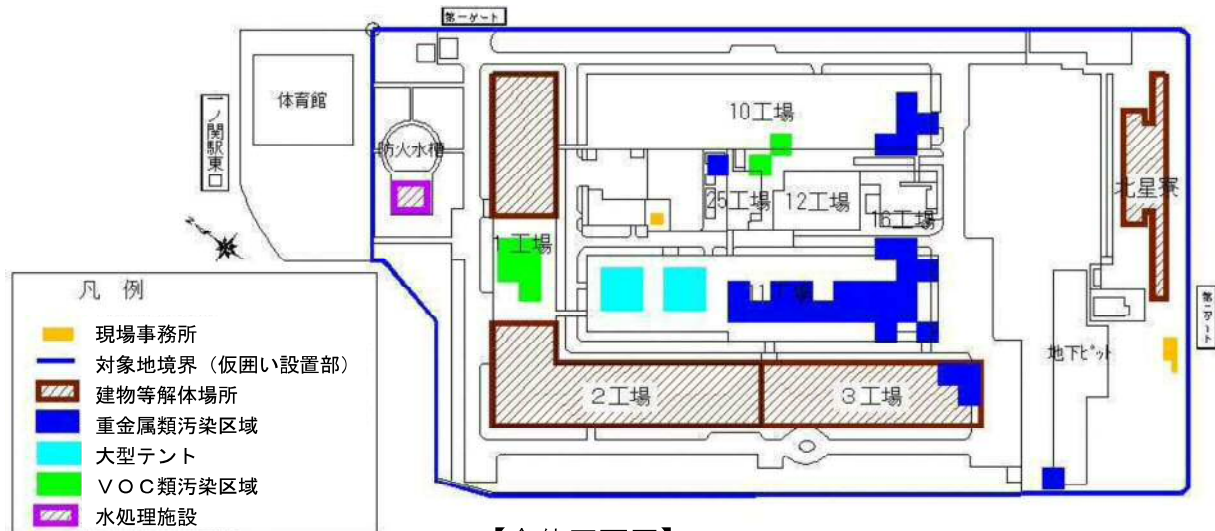 第一ゲート
体育館
一ノ関駅東口
防火水槽
10工場
25工場
12工場
16工場
北星寮
1工場
11工場
第二ゲート
地下ピット
2工場
3工場
凡 例
現場事務所
対象地境界（仮囲い設置部）
建物等解体場所
重金属類汚染区域
大型テント
ＶＯＣ類汚染区域
水処理施設